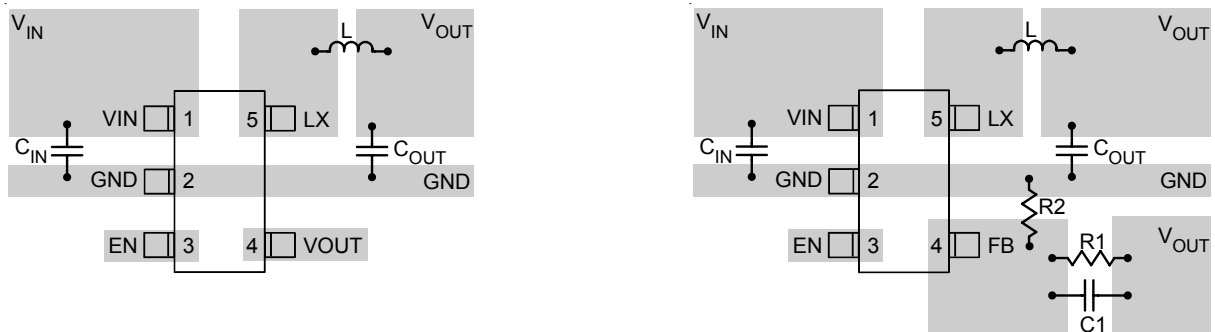 VIN
L
VOUT
VIN 1 5 LX
CIN
COUT
GND 2 GND
EN 3 4 VOUT
VIN
L
VOUT
VIN 1 5 LX
CIN
COUT
GND 2 GND
R2
EN 3 4 FB
R1
VOUT
C1